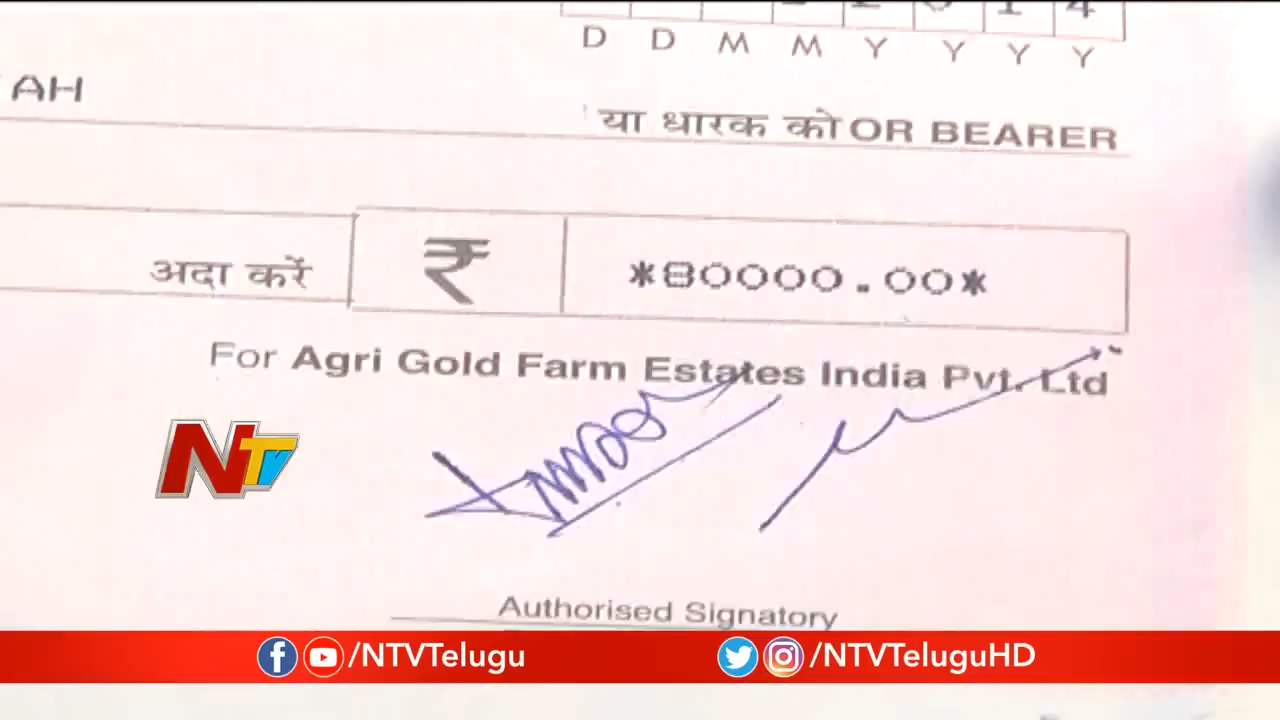 D D M M Y Y Y Y
AH
या धारक को OR BEARER
अदा करें ₹ *80000.00*
For Agri Gold Farm Estates India Pvt. Ltd
NTV
Authorised Signatory
/NTVTelugu /NTVTeluguHD